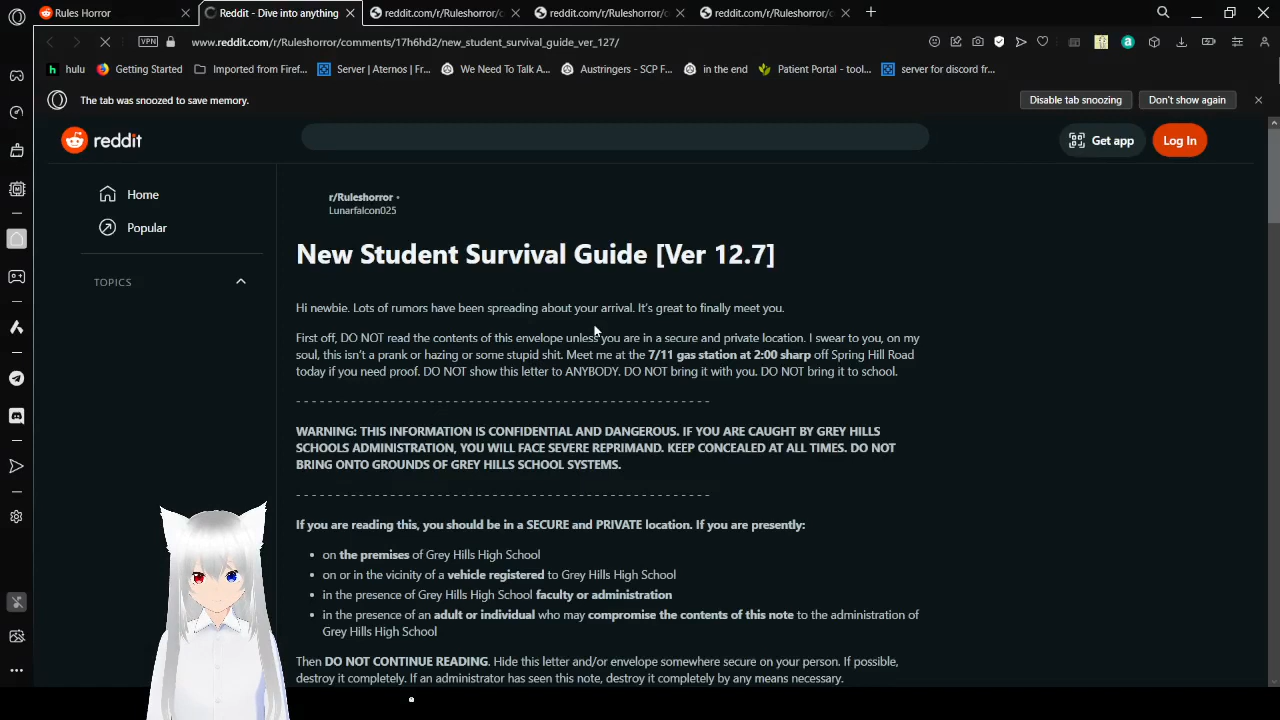 Rules Horror
Reddit - Dive into anything
reddit.com/r/Ruleshorror/c
reddit.com/r/Ruleshorror/c
reddit.com/r/Ruleshorror/c
VPN
www.reddit.com/r/Ruleshorror/comments/17h6hd2/new_student_survival_guide_ver_127/
hulu
Getting Started
Imported from Firef...
Server | Aternos | Fr...
We Need To Talk A...
Austringers - SCP F...
in the end
Patient Portal - tool...
server for discord fr...
The tab was snoozed to save memory.
Disable tab snoozing
Don't show again
reddit
Get app
Log In
Home
Popular
TOPICS
r/Ruleshorror •
Lunarfalcon025
New Student Survival Guide [Ver 12.7]
Hi newbie. Lots of rumors have been spreading about your arrival. It's great to finally meet you.
First off, DO NOT read the contents of this envelope unless you are in a secure and private location. I swear to you, on my
soul, this isn't a prank or hazing or some stupid shit. Meet me at the 7/11 gas station at 2:00 sharp off Spring Hill Road
today if you need proof. DO NOT show this letter to ANYBODY. DO NOT bring it with you. DO NOT bring it to school.
- - - - - - - - - - - - - - - - - - - - - - - - - - - - - - - - - - - - - - - - - - - - - - - - - - - - -
WARNING: THIS INFORMATION IS CONFIDENTIAL AND DANGEROUS. IF YOU ARE CAUGHT BY GREY HILLS
SCHOOLS ADMINISTRATION, YOU WILL FACE SEVERE REPRIMAND. KEEP CONCEALED AT ALL TIMES. DO NOT
BRING ONTO GROUNDS OF GREY HILLS SCHOOL SYSTEMS.
- - - - - - - - - - - - - - - - - - - - - - - - - - - - - - - - - - - - - - - - - - - - - - - - - - - - -
If you are reading this, you should be in a SECURE and PRIVATE location. If you are presently:
• on the premises of Grey Hills High School
• on or in the vicinity of a vehicle registered to Grey Hills High School
• in the presence of Grey Hills High School faculty or administration
• in the presence of an adult or individual who may compromise the contents of this note to the administration of
Grey Hills High School
Then DO NOT CONTINUE READING. Hide this letter and/or envelope somewhere secure on your person. If possible,
destroy it completely. If an administrator has seen this note, destroy it completely by any means necessary.